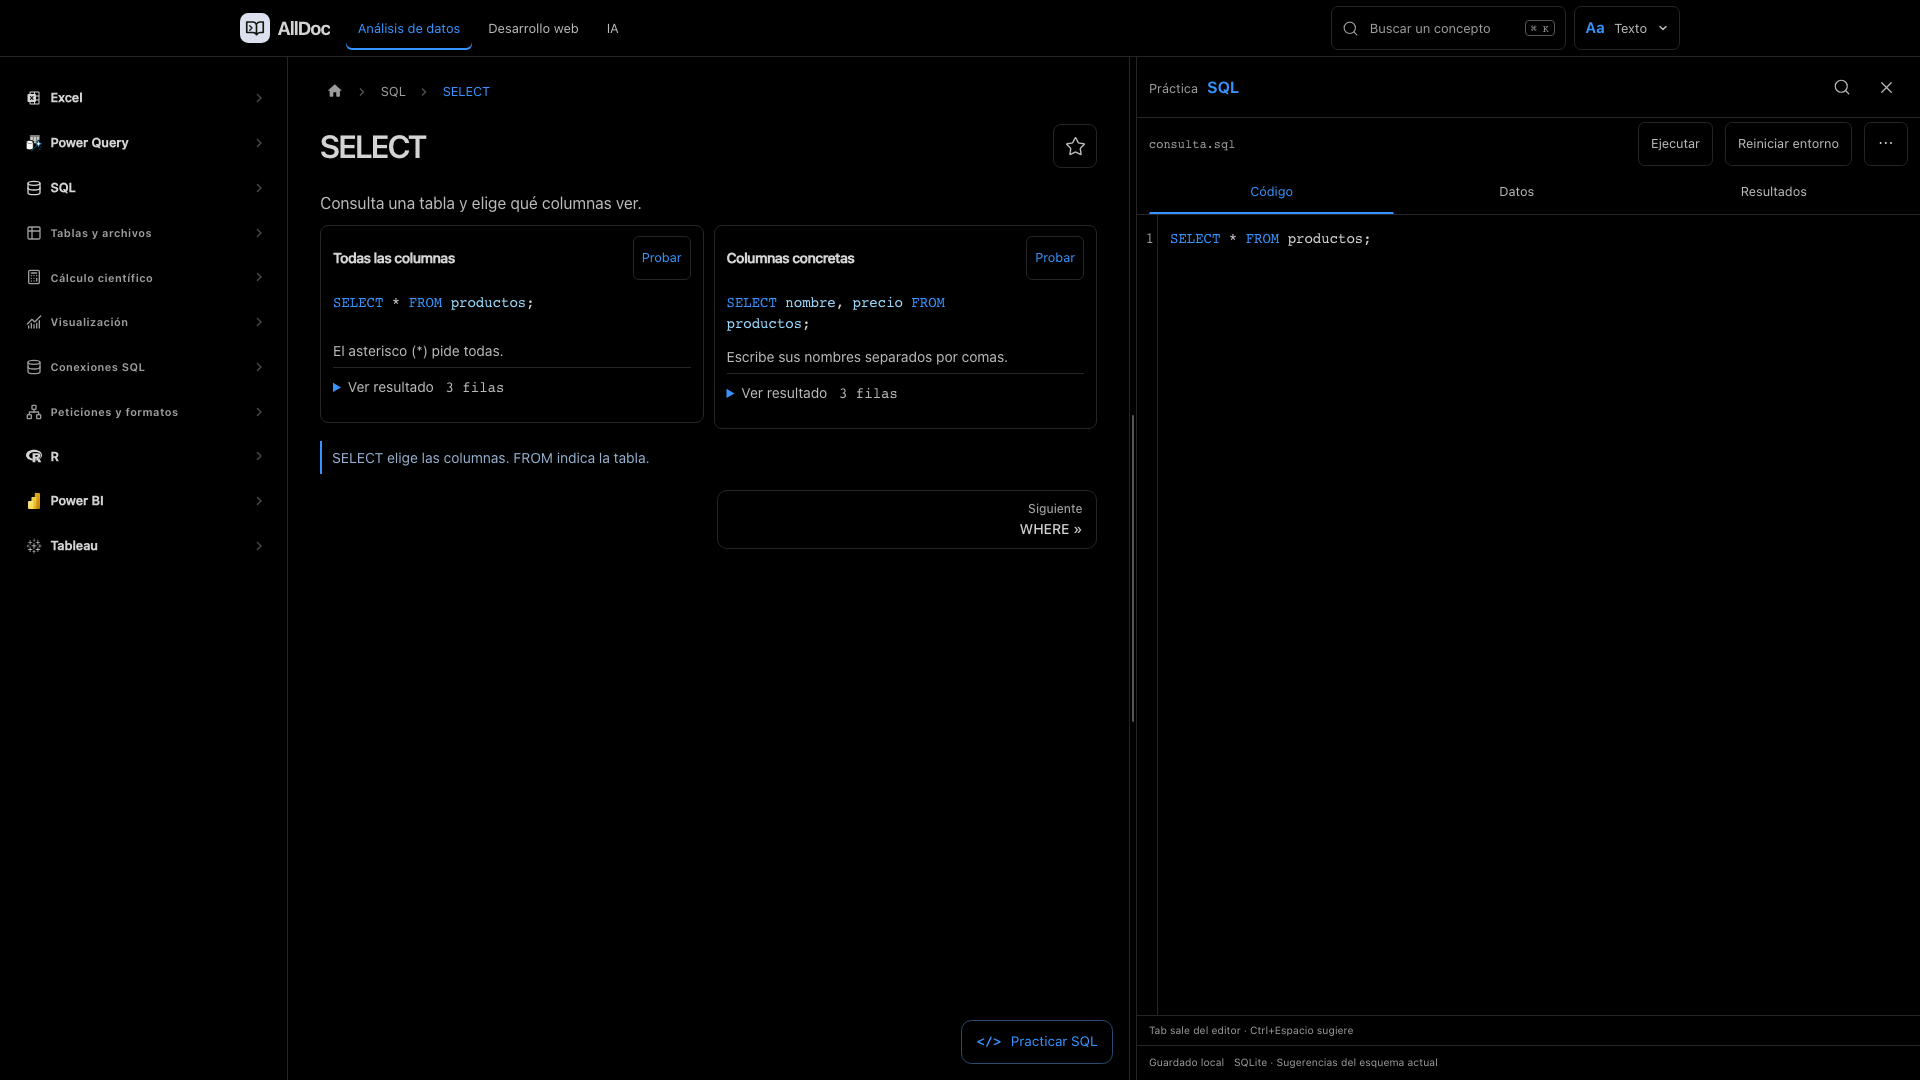 AllDoc
Análisis de datos
Desarrollo web
IA
Buscar un concepto
⌘ K
Aa Texto
Excel
Power Query
SQL
Tablas y archivos
Cálculo científico
Visualización
Conexiones SQL
Peticiones y formatos
R
Power BI
Tableau
SQL
SELECT
SELECT
Consulta una tabla y elige qué columnas ver.
Todas las columnas
Probar
SELECT * FROM productos;
El asterisco (*) pide todas.
Ver resultado 3 filas
Columnas concretas
Probar
SELECT nombre, precio FROM
productos;
Escribe sus nombres separados por comas.
Ver resultado 3 filas
SELECT elige las columnas. FROM indica la tabla.
Siguiente
WHERE »
</> Practicar SQL
Práctica SQL
consulta.sql
Ejecutar
Reiniciar entorno
...
Código
Datos
Resultados
1 SELECT * FROM productos;
Tab sale del editor · Ctrl+Espacio sugiere
Guardado local SQLite · Sugerencias del esquema actual